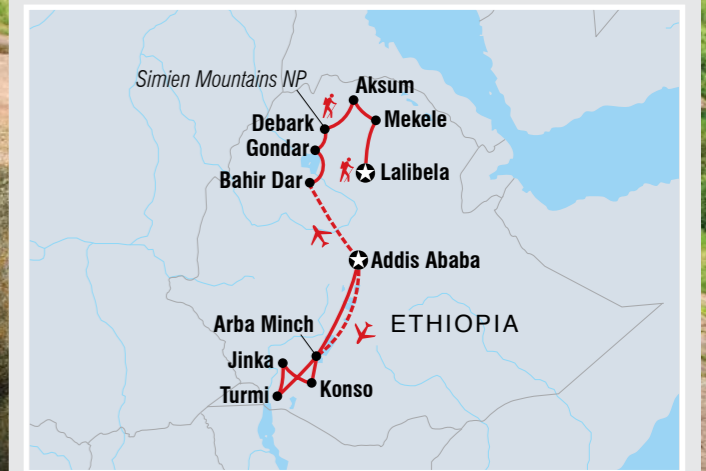 Simien Mountains NP
Aksum
Debark
Mekele
Gondar
Lalibela
Bahir Dar
Addis Ababa
Arba Minch
ETHIOPIA
Jinka
Konso
Turmi